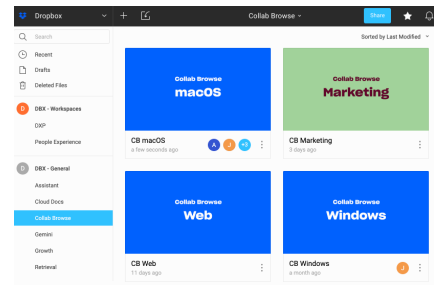 Dropbox
Collab Browse
Share
Search
Recent
Drafts
Deleted Files
D DBX - Workspaces
DXP
People Experience
D DBX - General
Assistant
Cloud Docs
Collab Browse
Gemini
Growth
Retrieval
Sorted by Last Modified
Collab Browse
macOS
CB macOS
a few seconds ago
A J +3
Collab Browse
Marketing
CB Marketing
3 days ago
Collab Browse
Web
CB Web
11 days ago
Collab Browse
Windows
CB Windows
a month ago
J